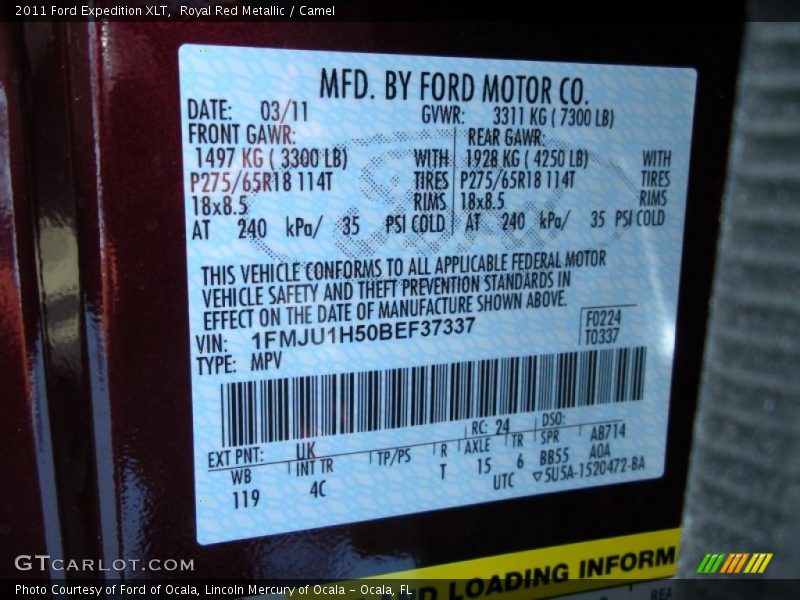 2011 Ford Expedition XLT,  Royal Red Metallic / Camel
MFD. BY FORD MOTOR CO.
DATE: 03/11 GVWR: 3311 KG ( 7300 LB)
FRONT GAWR: REAR GAWR:
1497 KG ( 3300 LB) WITH 1928 KG ( 4250 LB) WITH
P275/65R18 114T TIRES P275/65R18 114T TIRES
18x8.5 RIMS 18x8.5 RIMS
AT 240 kPa/ 35 PSI COLD AT 240 kPa/ 35 PSI COLD
THIS VEHICLE CONFORMS TO ALL APPLICABLE FEDERAL MOTOR
VEHICLE SAFETY AND THEFT PREVENTION STANDARDS IN
EFFECT ON THE DATE OF MANUFACTURE SHOWN ABOVE.
VIN: 1FMJU1H50BEF37337 F0224
TYPE: MPV T0337
EXT PNT: UK RC: 24 DSO:
WB INT TR TP/PS R AXLE TR SPR AB714
119 4C T 15 6 BB55 AOA
UTC ▽5U5A-1520472-BA
AND LOADING INFORM
GTCARLOT.COM
Photo Courtesy of Ford of Ocala, Lincoln Mercury of Ocala - Ocala, FL